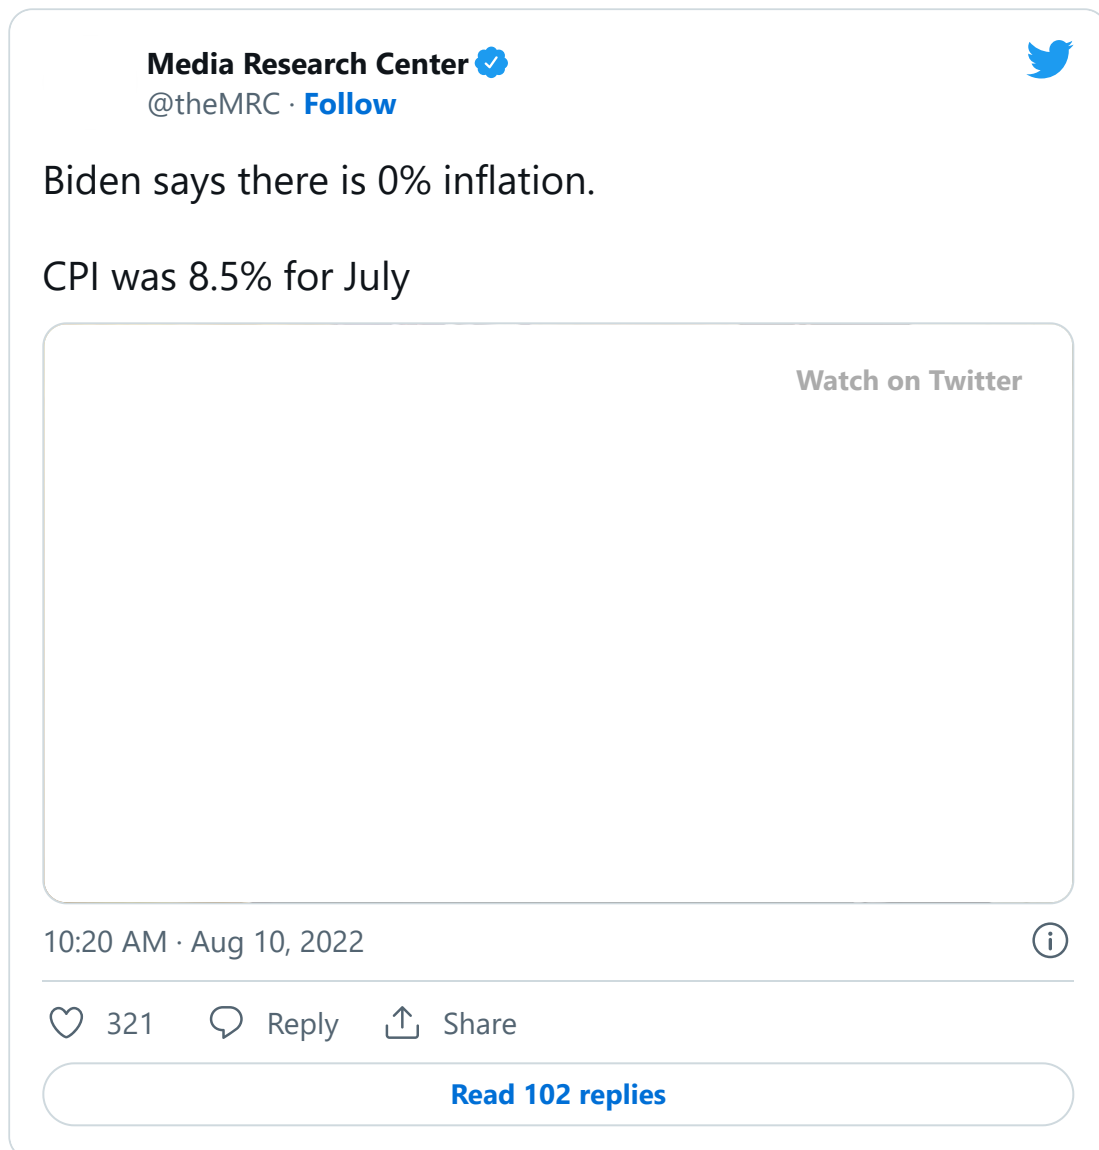 Media Research Center
@theMRC · Follow
Biden says there is 0% inflation.
CPI was 8.5% for July
Watch on Twitter
10:20 AM · Aug 10, 2022
321 Reply Share
Read 102 replies